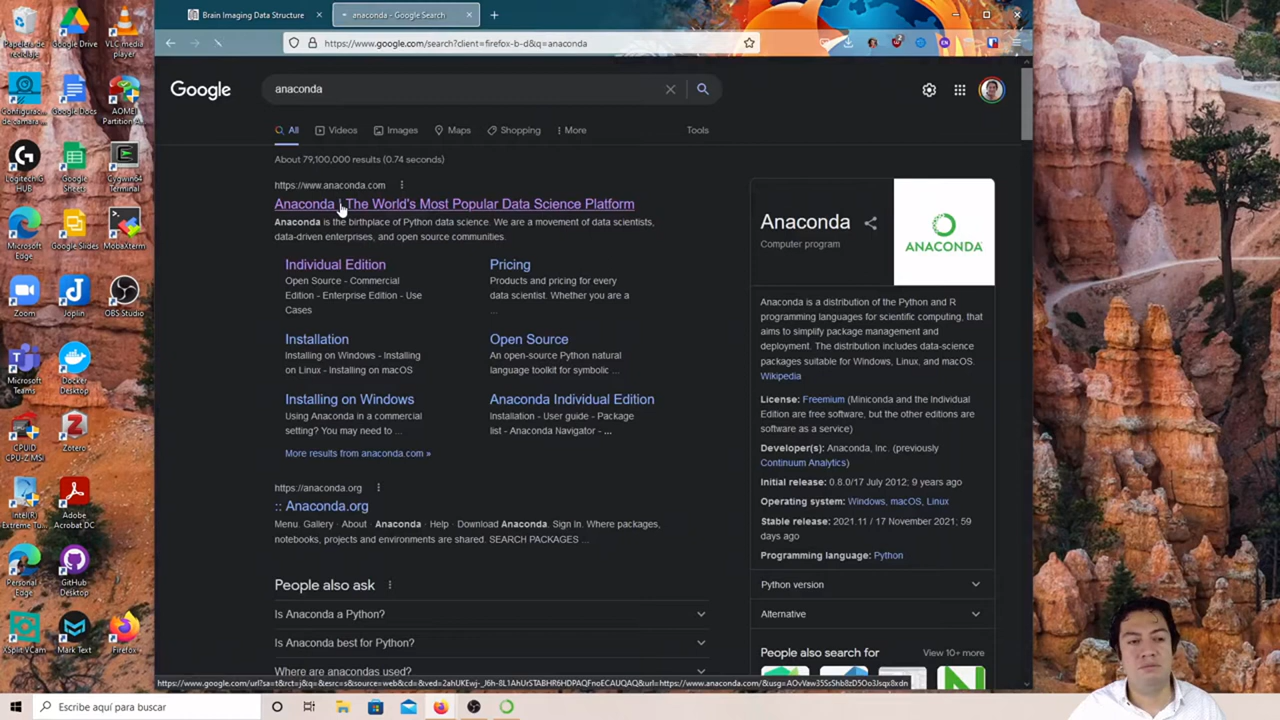 Brain Imaging Data Structure
anaconda - Google Search
https://www.google.com/search?client=firefox-b-d&q=anaconda
Papelera de reciclaje
Google Drive
VLC media player
Google Docs
AOMEI Partition
Logitech G HUB
Google Sheets
Cygwin64 Terminal
Microsoft Edge
Google Slides
MobaXterm
Zoom
Joplin
OBS Studio
Microsoft Teams
Docker Desktop
CPUID CPU-Z MSI
Zotero
Adobe Acrobat DC
Personal - Edge
GitHub Desktop
XSplit VCam
Mark Text
Firefox
Google
anaconda
All
Videos
Images
Maps
Shopping
More
Tools
About 79,100,000 results (0.74 seconds)
https://www.anaconda.com
Anaconda | The World's Most Popular Data Science Platform
Anaconda is the birthplace of Python data science. We are a movement of data scientists,
data-driven enterprises, and open source communities.
Individual Edition
Open Source - Commercial
Edition - Enterprise Edition - Use
Cases
Pricing
Products and pricing for every
data scientist. Whether you are a
...
Installation
Installing on Windows - Installing
on Linux - Installing on macOS
Open Source
An open-source Python natural
language toolkit for symbolic ...
Installing on Windows
Using Anaconda in a commercial
setting? You may need to ...
Anaconda Individual Edition
Installation - User guide - Package
list - Anaconda Navigator - ...
More results from anaconda.com »
https://anaconda.org
:: Anaconda.org
Menu. Gallery · About · Anaconda · Help · Download Anaconda. Sign In. Where packages,
notebooks, projects and environments are shared. SEARCH PACKAGES ...
People also ask
Is Anaconda a Python?
Is Anaconda best for Python?
Where are anacondas used?
Anaconda
Computer program
ANACONDA
Anaconda is a distribution of the Python and R
programming languages for scientific computing, that
aims to simplify package management and
deployment. The distribution includes data-science
packages suitable for Windows, Linux, and macOS.
Wikipedia
License: Freemium (Miniconda and the Individual
Edition are free software, but the other editions are
software as a service)
Developer(s): Anaconda, Inc. (previously
Continuum Analytics)
Initial release: 0.8.0/17 July 2012; 9 years ago
Operating system: Windows, macOS, Linux
Stable release: 2021.11 / 17 November 2021; 59
days ago
Programming language: Python
Python version
Alternative
People also search for
View 10+ more
Escribe aquí para buscar